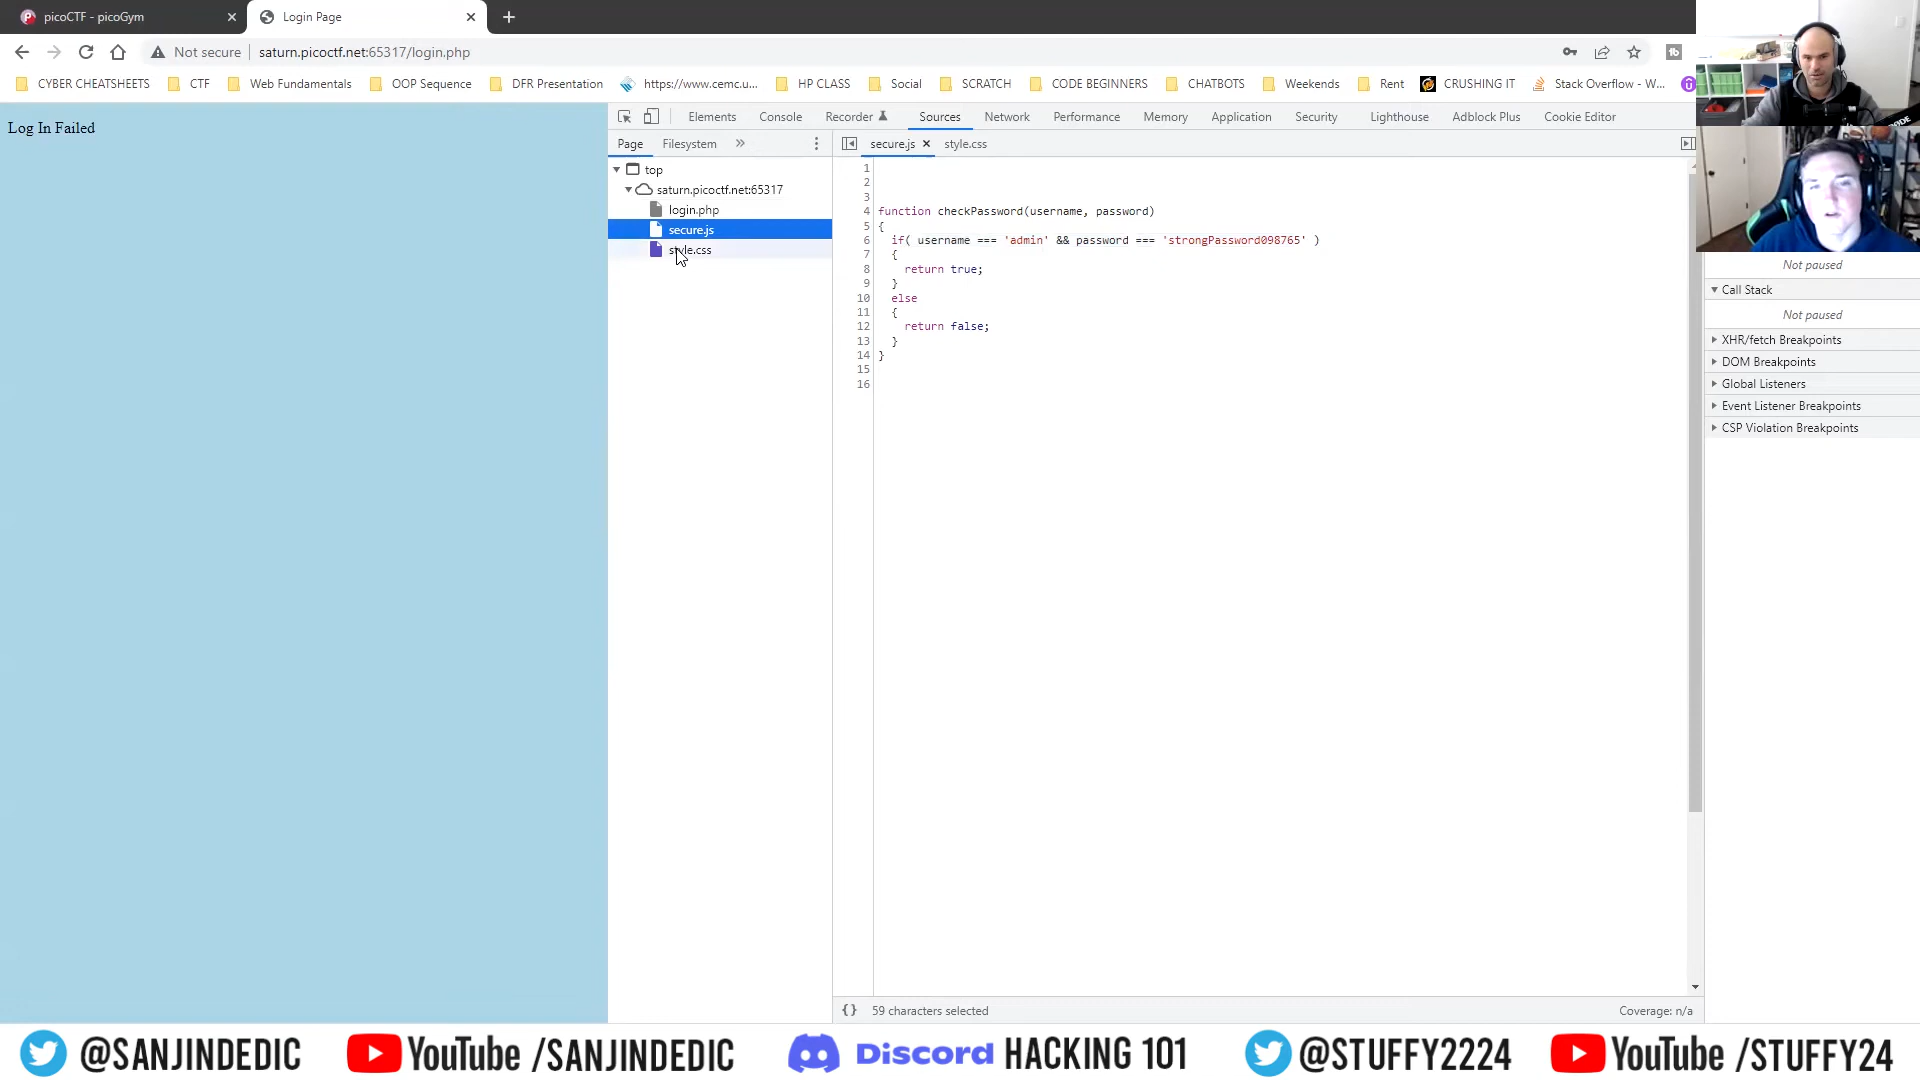 picoCTF - picoGym
Login Page
Not secure
saturn.picoctf.net:65317/login.php
CYBER CHEATSHEETS
CTF
Web Fundamentals
OOP Sequence
DFR Presentation
https://www.cemc.u...
HP CLASS
Social
SCRATCH
CODE BEGINNERS
CHATBOTS
Weekends
Rent
CRUSHING IT
Stack Overflow - W...
Log In Failed
Elements
Console
Recorder
Sources
Network
Performance
Memory
Application
Security
Lighthouse
Adblock Plus
Cookie Editor
Page
Filesystem
top
saturn.picoctf.net:65317
login.php
secure.js
style.css
secure.js
style.css
1
2
3
4 function checkPassword(username, password)
5 {
6 if( username === 'admin' && password === 'strongPassword098765' )
7 {
8 return true;
9 }
10 else
11 {
12 return false;
13 }
14 }
15
16
Not paused
Call Stack
Not paused
XHR/fetch Breakpoints
DOM Breakpoints
Global Listeners
Event Listener Breakpoints
CSP Violation Breakpoints
{} 59 characters selected
Coverage: n/a
@SANJINDEDIC
YouTube /SANJINDEDIC
Discord HACKING 101
@STUFFY2224
YouTube /STUFFY24